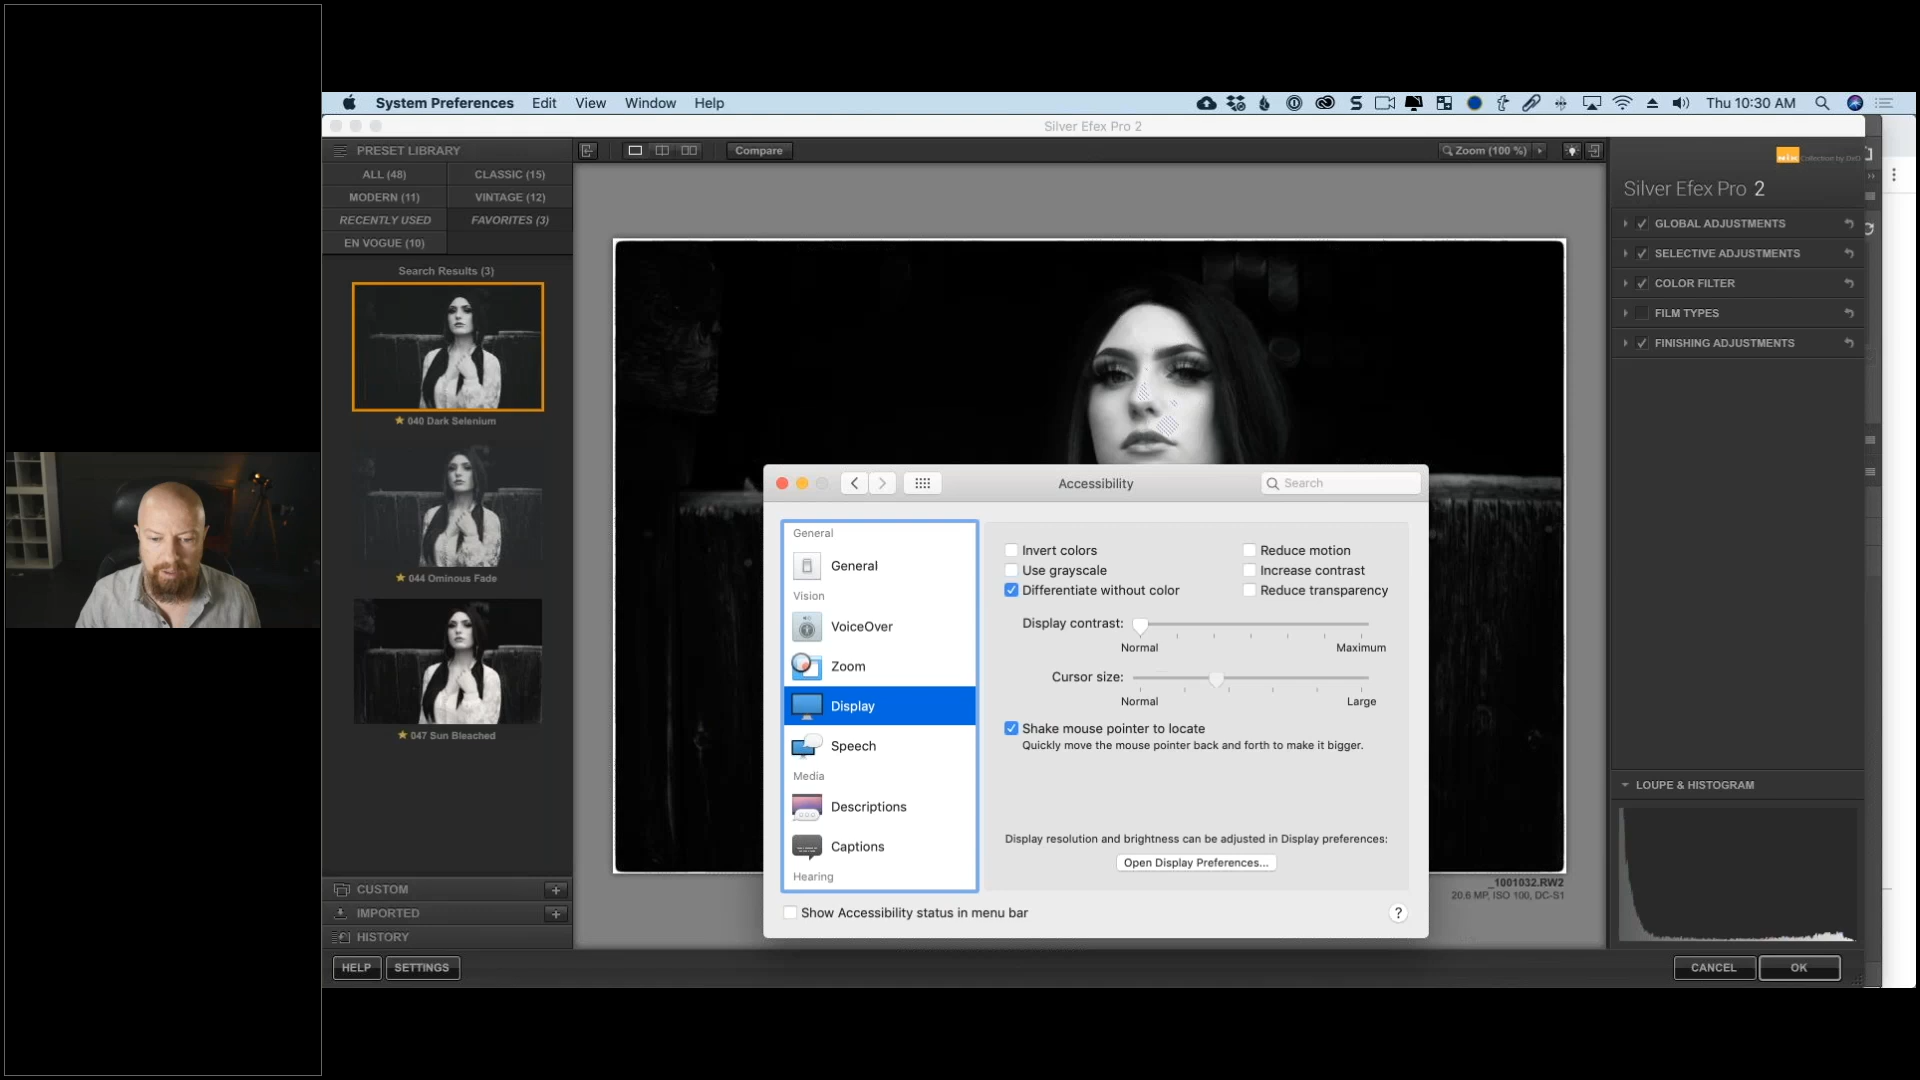 System Preferences Edit View Window Help
Thu 10:30 AM
Silver Efex Pro 2
PRESET LIBRARY
Compare
Zoom (100 %)
ALL (48)
CLASSIC (15)
MODERN (11)
VINTAGE (12)
RECENTLY USED
FAVORITES (3)
EN VOGUE (10)
Search Results (3)
040 Dark Selenium
044 Ominous Fade
047 Sun Bleached
CUSTOM
IMPORTED
HISTORY
HELP
SETTINGS
Accessibility
Search
General
General
Vision
VoiceOver
Zoom
Display
Speech
Media
Descriptions
Captions
Hearing
Invert colors
Use grayscale
Differentiate without color
Reduce motion
Increase contrast
Reduce transparency
Display contrast:
Normal
Maximum
Cursor size:
Normal
Large
Shake mouse pointer to locate
Quickly move the mouse pointer back and forth to make it bigger.
Display resolution and brightness can be adjusted in Display preferences:
Open Display Preferences...
Show Accessibility status in menu bar
?
_1001032.RW2
20.6 MP, ISO 100, DC-S1
nik Collection by DxO
Silver Efex Pro 2
GLOBAL ADJUSTMENTS
SELECTIVE ADJUSTMENTS
COLOR FILTER
FILM TYPES
FINISHING ADJUSTMENTS
LOUPE & HISTOGRAM
CANCEL
OK